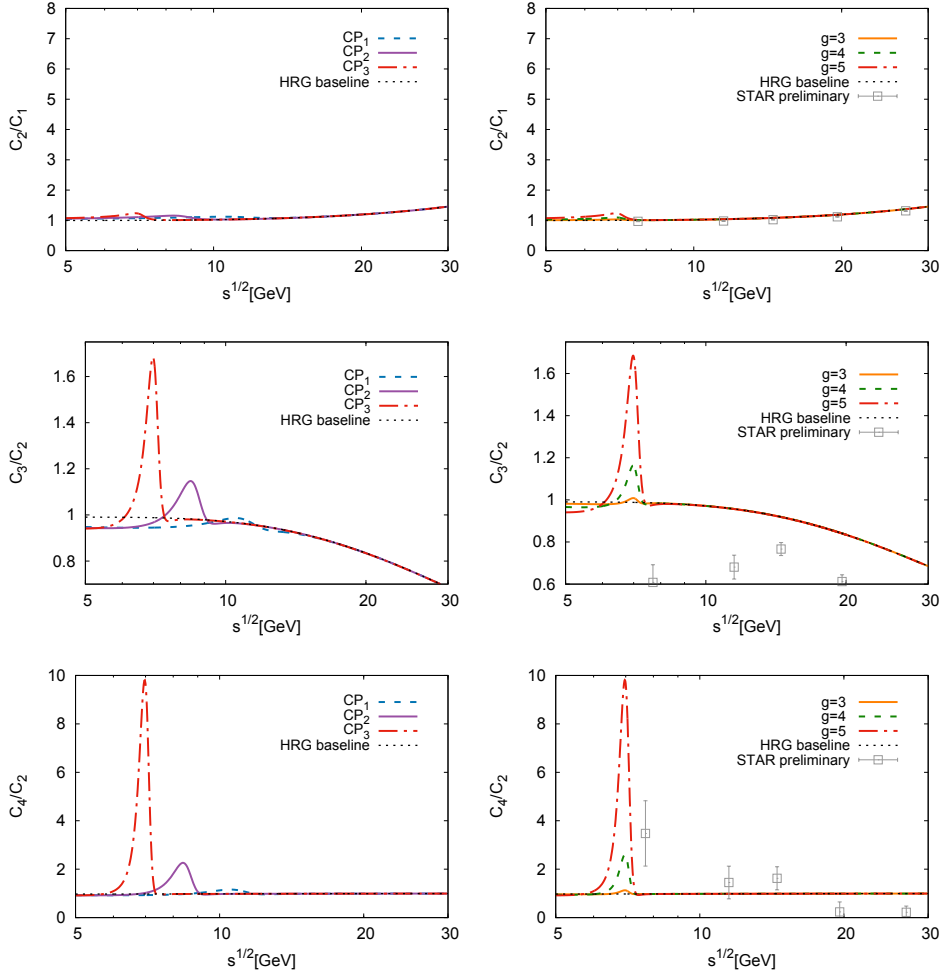 8
7
6
5
4
3
2
1
0
C₂/C₁
5 10 20 30
s^1/2[GeV]
CP₁
CP₂
CP₃
HRG baseline
8
7
6
5
4
3
2
1
0
C₂/C₁
5 10 20 30
s^1/2[GeV]
g=3
g=4
g=5
HRG baseline
STAR preliminary
1.6
1.4
1.2
1
0.8
C₃/C₂
5 10 20 30
s^1/2[GeV]
CP₁
CP₂
CP₃
HRG baseline
1.6
1.4
1.2
1
0.8
0.6
C₃/C₂
5 10 20 30
s^1/2[GeV]
g=3
g=4
g=5
HRG baseline
STAR preliminary
10
8
6
4
2
0
C₄/C₂
5 10 20 30
s^1/2[GeV]
CP₁
CP₂
CP₃
HRG baseline
10
8
6
4
2
0
C₄/C₂
5 10 20 30
s^1/2[GeV]
g=3
g=4
g=5
HRG baseline
STAR preliminary